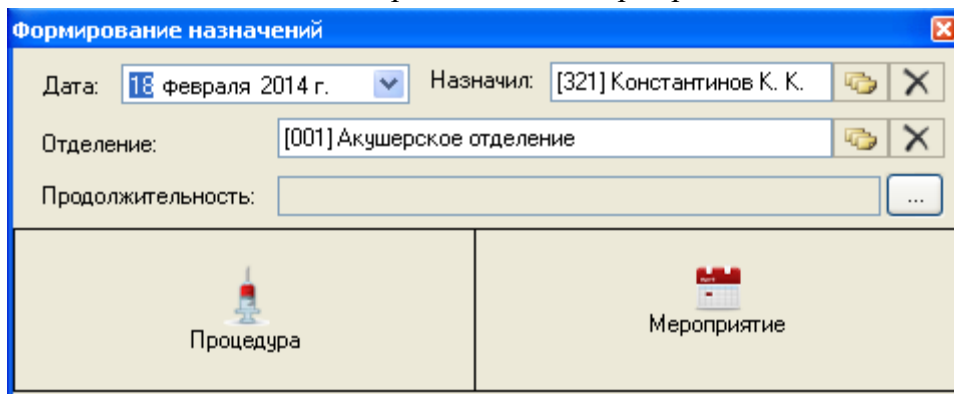 Формирование назначений
Дата: 18 февраля 2014 г. Назначил: [321] Константинов К. К.
Отделение: [001] Акушерское отделение
Продолжительность: ...
Процедура
Мероприятие